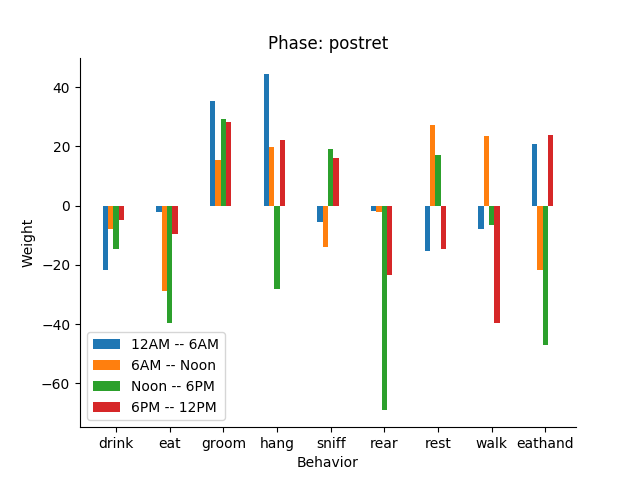 Phase: postret
Weight
40
20
0
−20
−40
−60
12AM -- 6AM
6AM -- Noon
Noon -- 6PM
6PM -- 12PM
drink eat groom hang sniff rear rest walk eathand
Behavior